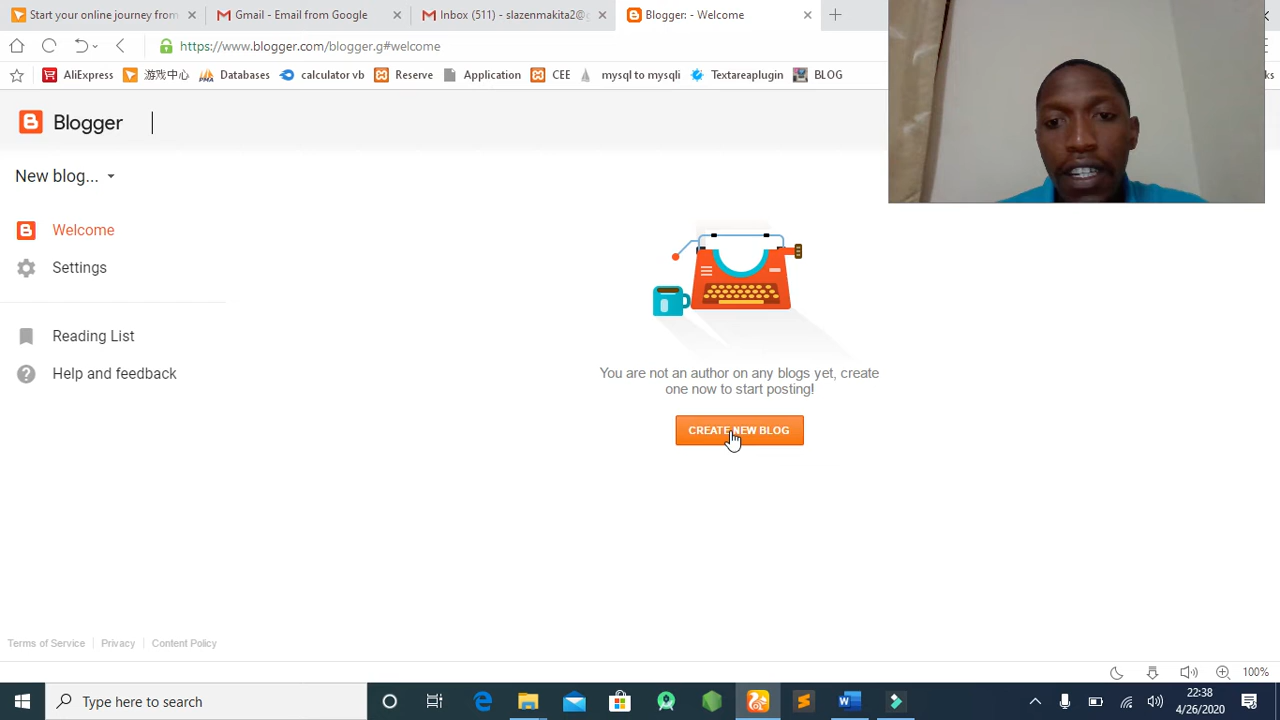 Start your online journey from
Gmail - Email from Google
Inbox (511) - slazenmakita2@g
Blogger: - Welcome
https://www.blogger.com/blogger.g#welcome
AliExpress
游戏中心
Databases
calculator vb
Reserve
Application
CEE
mysql to mysqli
Textareaplugin
BLOG
Blogger
New blog...
Welcome
Settings
Reading List
Help and feedback
You are not an author on any blogs yet, create
one now to start posting!
CREATE NEW BLOG
Terms of Service
Privacy
Content Policy
100%
Type here to search
22:38
4/26/2020